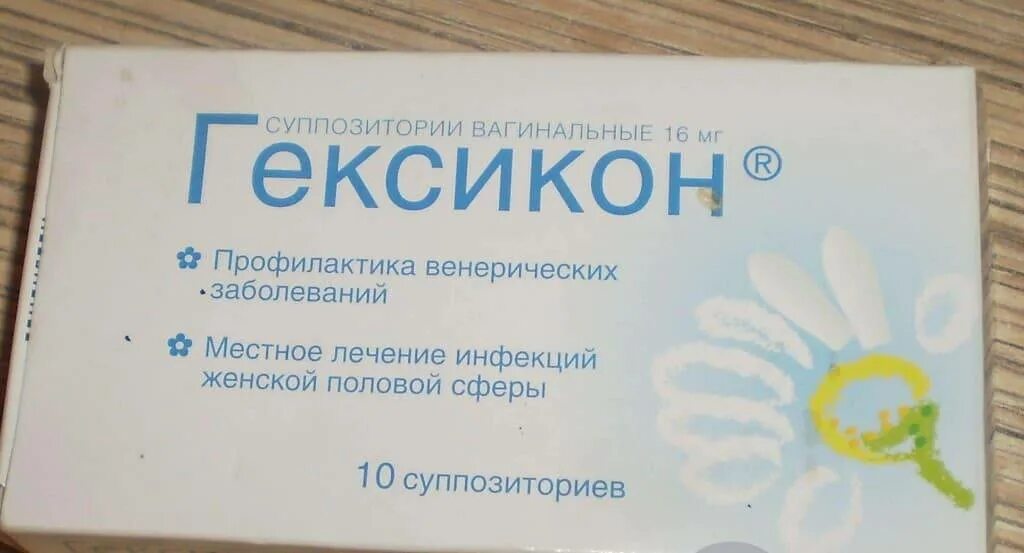 СУППОЗИТОРИИ ВАГИНАЛЬНЫЕ 16 мг
Гексикон®
Профилактика венерических
заболеваний
Местное лечение инфекций
женской половой сферы
10 суппозиториев